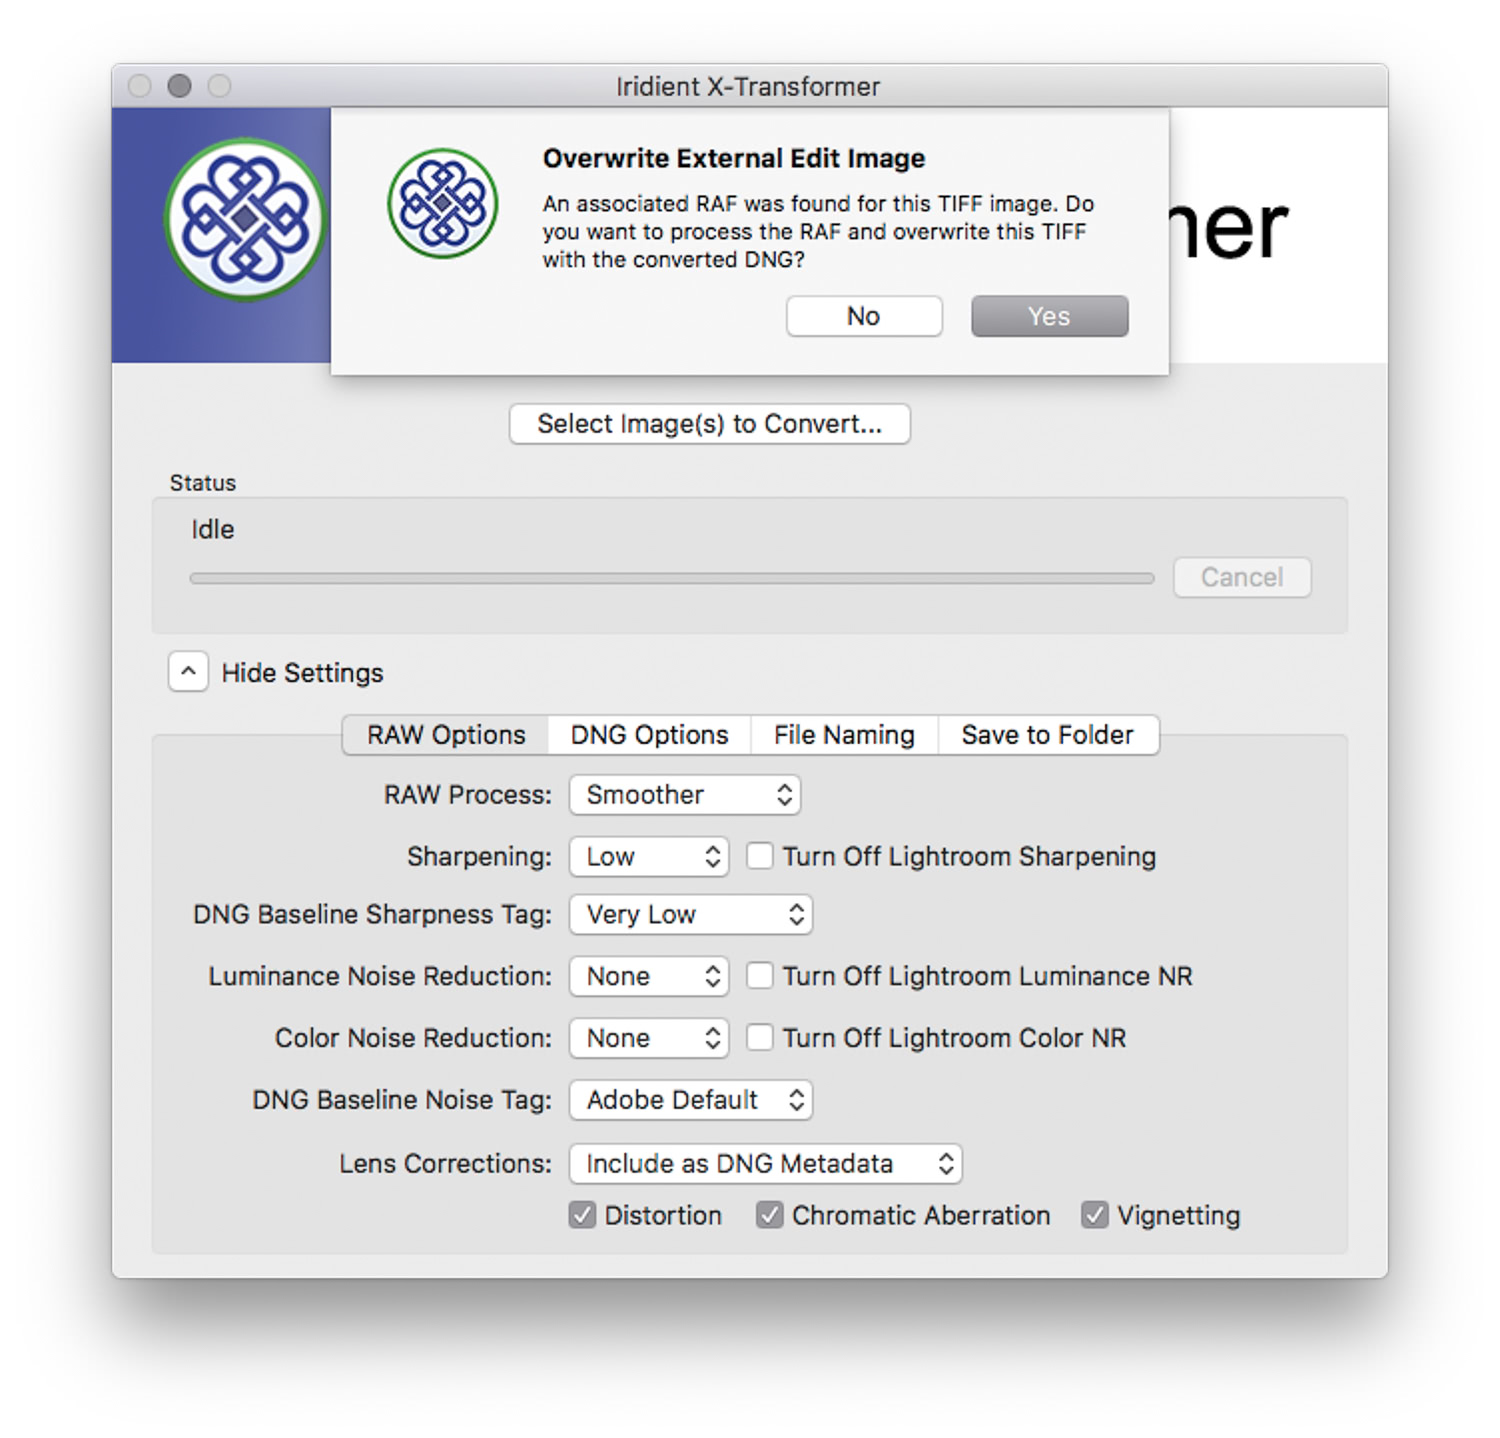 Iridient X-Transformer
Overwrite External Edit Image
An associated RAF was found for this TIFF image. Do
you want to process the RAF and overwrite this TIFF
with the converted DNG?
No Yes
ner
Select Image(s) to Convert...
Status
Idle
Cancel
Hide Settings
RAW Options DNG Options File Naming Save to Folder
RAW Process: Smoother
Sharpening: Low Turn Off Lightroom Sharpening
DNG Baseline Sharpness Tag: Very Low
Luminance Noise Reduction: None Turn Off Lightroom Luminance NR
Color Noise Reduction: None Turn Off Lightroom Color NR
DNG Baseline Noise Tag: Adobe Default
Lens Corrections: Include as DNG Metadata
Distortion Chromatic Aberration Vignetting